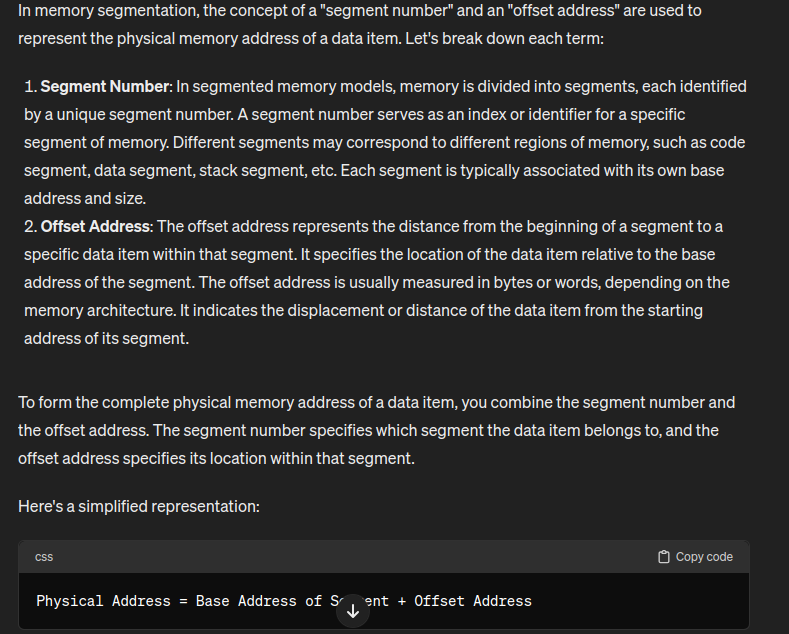 In memory segmentation, the concept of a "segment number" and an "offset address" are used to
represent the physical memory address of a data item. Let's break down each term:
1. Segment Number: In segmented memory models, memory is divided into segments, each identified
by a unique segment number. A segment number serves as an index or identifier for a specific
segment of memory. Different segments may correspond to different regions of memory, such as code
segment, data segment, stack segment, etc. Each segment is typically associated with its own base
address and size.
2. Offset Address: The offset address represents the distance from the beginning of a segment to a
specific data item within that segment. It specifies the location of the data item relative to the base
address of the segment. The offset address is usually measured in bytes or words, depending on the
memory architecture. It indicates the displacement or distance of the data item from the starting
address of its segment.
To form the complete physical memory address of a data item, you combine the segment number and
the offset address. The segment number specifies which segment the data item belongs to, and the
offset address specifies its location within that segment.
Here's a simplified representation:
css
Copy code
Physical Address = Base Address of Segment + Offset Address